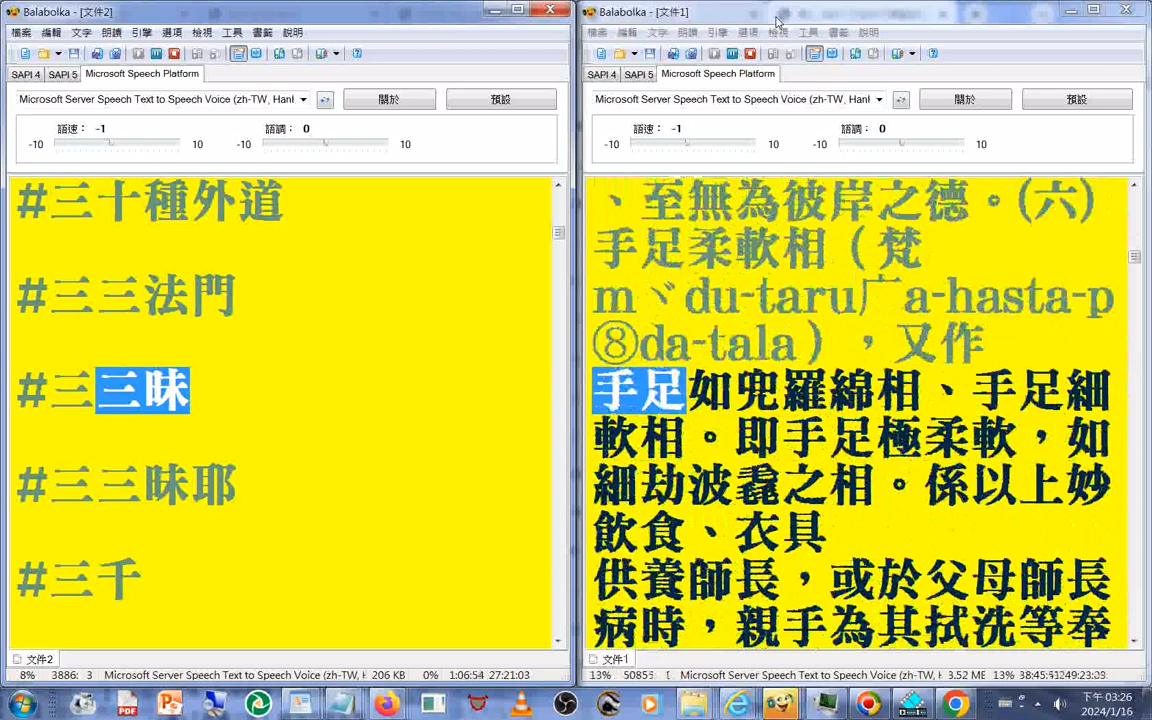 Balabolka - [文件2]
檔案 編輯 文字 朗讀 引擎 選項 檢視 工具 書籤 說明
SAPI 4 SAPI 5 Microsoft Speech Platform
Microsoft Server Speech Text to Speech Voice (zh-TW, Hanl
關於 預設
語速： -1 語調： 0
-10 10 -10 10
#三十種外道
#三三法門
#三三昧
#三三昧耶
#三千
文件2
8% 3886: 3 Microsoft Server Speech Text to Speech Voice (zh-TW, H 206 KB 0% 1:06:54 27:21:03
Balabolka - [文件1]
檔案 編輯 文字 朗讀 引擎 選項 檢視 工具 書籤 說明
SAPI 4 SAPI 5 Microsoft Speech Platform
Microsoft Server Speech Text to Speech Voice (zh-TW, Hanl
關於 預設
語速： -1 語調： 0
-10 10 -10 10
、至無為彼岸之德。(六)
手足柔軟相（梵
mヾdu-taru广a-hasta-p
⑧da-tala），又作
手足如兜羅綿相、手足細
軟相。即手足極柔軟，如
細劫波毳之相。係以上妙
飲食、衣具
供養師長，或於父母師長
病時，親手為其拭洗等奉
文件1
13% Microsoft Server Speech Text to Speech Voice (zh-TW, H 3.52 MB 13%
下午 03:26
2024/1/16